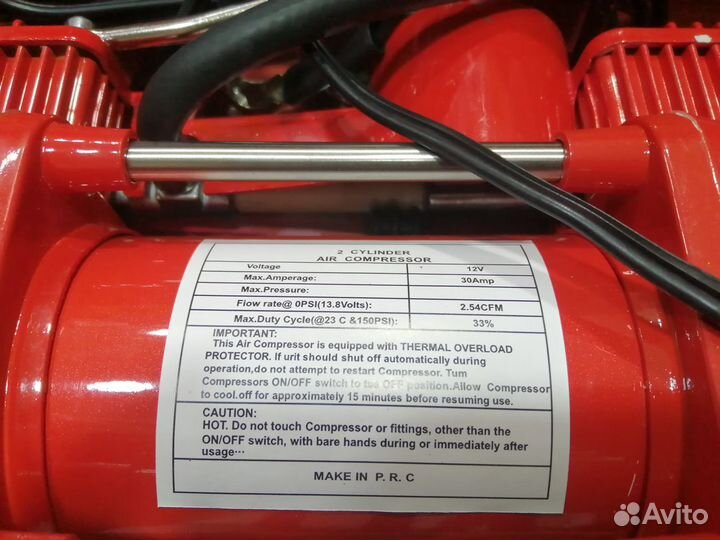 2 CYLINDER
AIR COMPRESSOR
Voltage 12V
Max.Amperage: 30Amp
Max.Pressure:
Fiow rate@ 0PSI(13.8Volts): 2.54CFM
Max.Duty Cycle(@23 C &150PSI): 33%
IMPORTANT:
This Air Compressor is equipped with THERMAL OVERLOAD
PROTECTOR. If urit should shut off automatically during
operation,do not attempt to restart Compressor. Tum
Compressors ON/OFF switch to tse OFF position.Allow Compressor
to cool.off for approximately 15 minutes before resuming use.
CAUTION:
HOT. Do not touch Compressor or fittings, other than the
ON/OFF switch, with bare hands during or immediately after
usage···
MAKE IN P. R. C
Avito